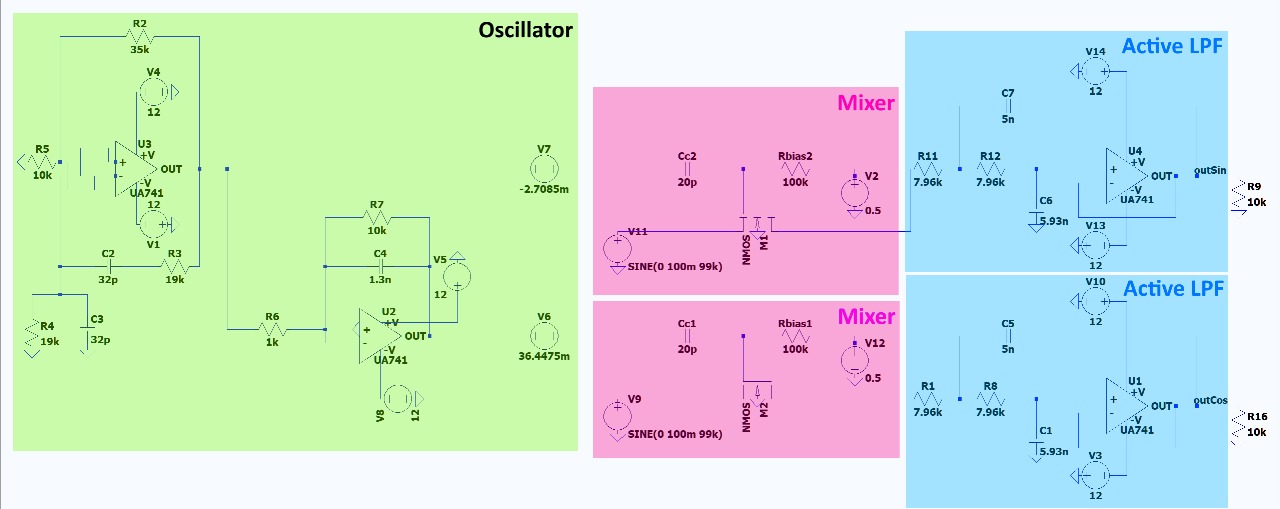 Oscillator
R2
35k
V4
12
U3
+V
+
-
-V
OUT
UA741
R5
10k
12
V1
C2
32p
R3
19k
R4
19k
C3
32p
R7
10k
C4
1.3n
V5
12
R6
1k
U2
+V
+
-
-V
OUT
UA741
V8
12
V7
-2.7085m
V6
36.4475m
Mixer
Cc2
20p
Rbias2
100k
V2
0.5
V11
SINE(0 100m 99k)
NMOS
M1
Mixer
Cc1
20p
Rbias1
100k
V12
0.5
V9
SINE(0 100m 99k)
NMOS
M2
Active LPF
V14
12
C7
5n
R11
7.96k
R12
7.96k
U4
+V
+
-
-V
OUT
UA741
outSin
C6
5.93n
V13
12
R9
10k
Active LPF
V10
12
C5
5n
R1
7.96k
R8
7.96k
U1
+V
+
-
-V
OUT
UA741
outCos
C1
5.93n
V3
12
R16
10k